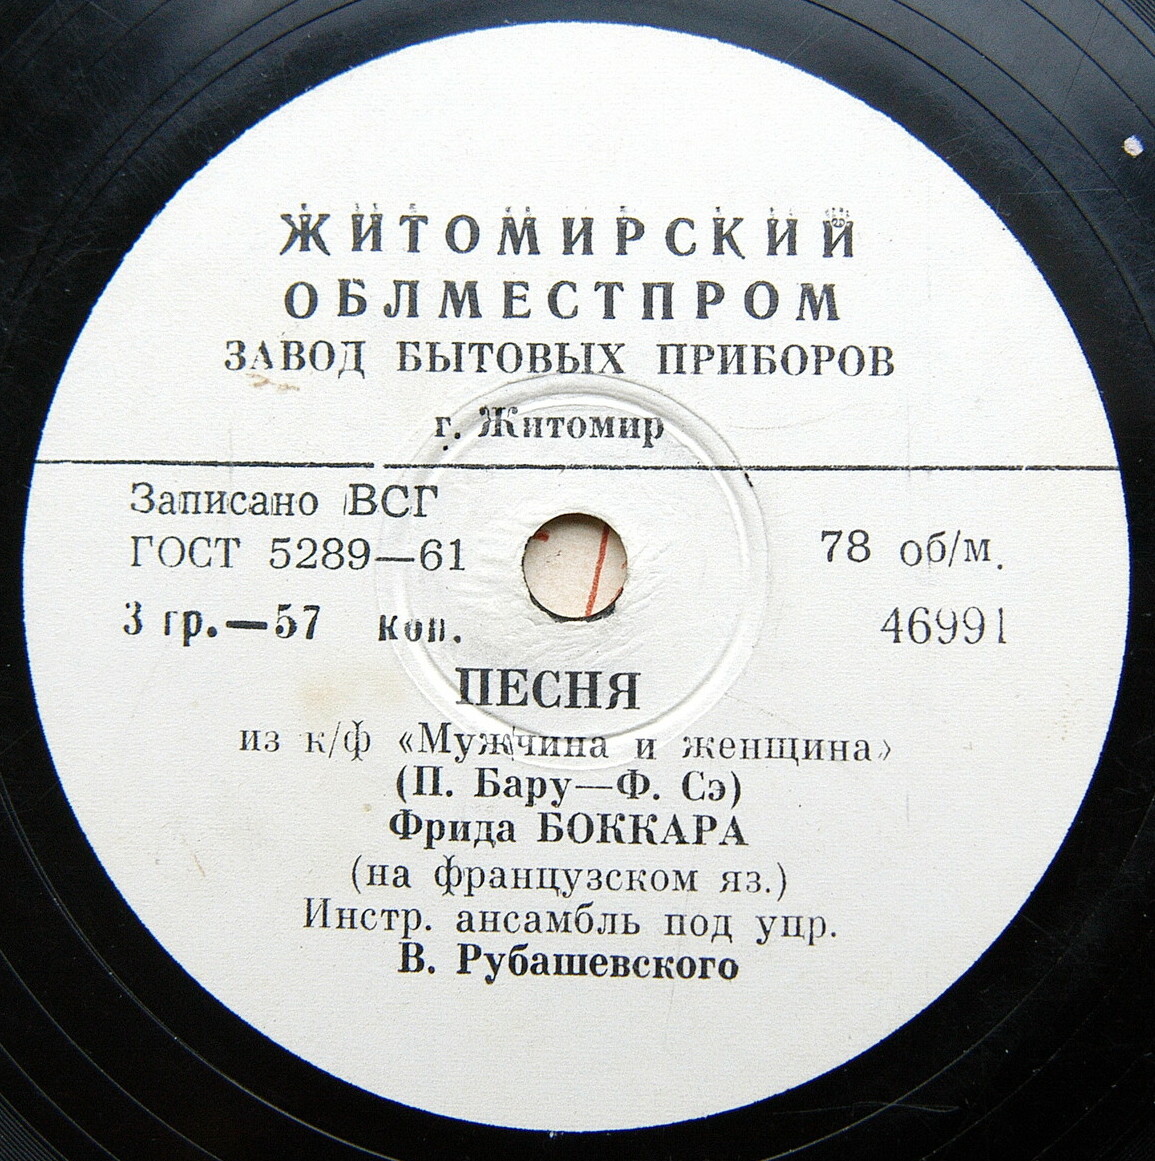 ЖИТОМИРСКИЙ
ОБЛМЕСТПРОМ
ЗАВОД БЫТОВЫХ ПРИБОРОВ
г. Житомир
Записано ВСГ
ГОСТ 5289—61
78 об/м.
3 гр.—57 коп.
46991
ПЕСНЯ
из к/ф «Мужчина и женщина»
(П. Бару—Ф. Сэ)
Фрида БОККАРА
(на французском яз.)
Инстр. ансамбль под упр.
В. Рубашевского